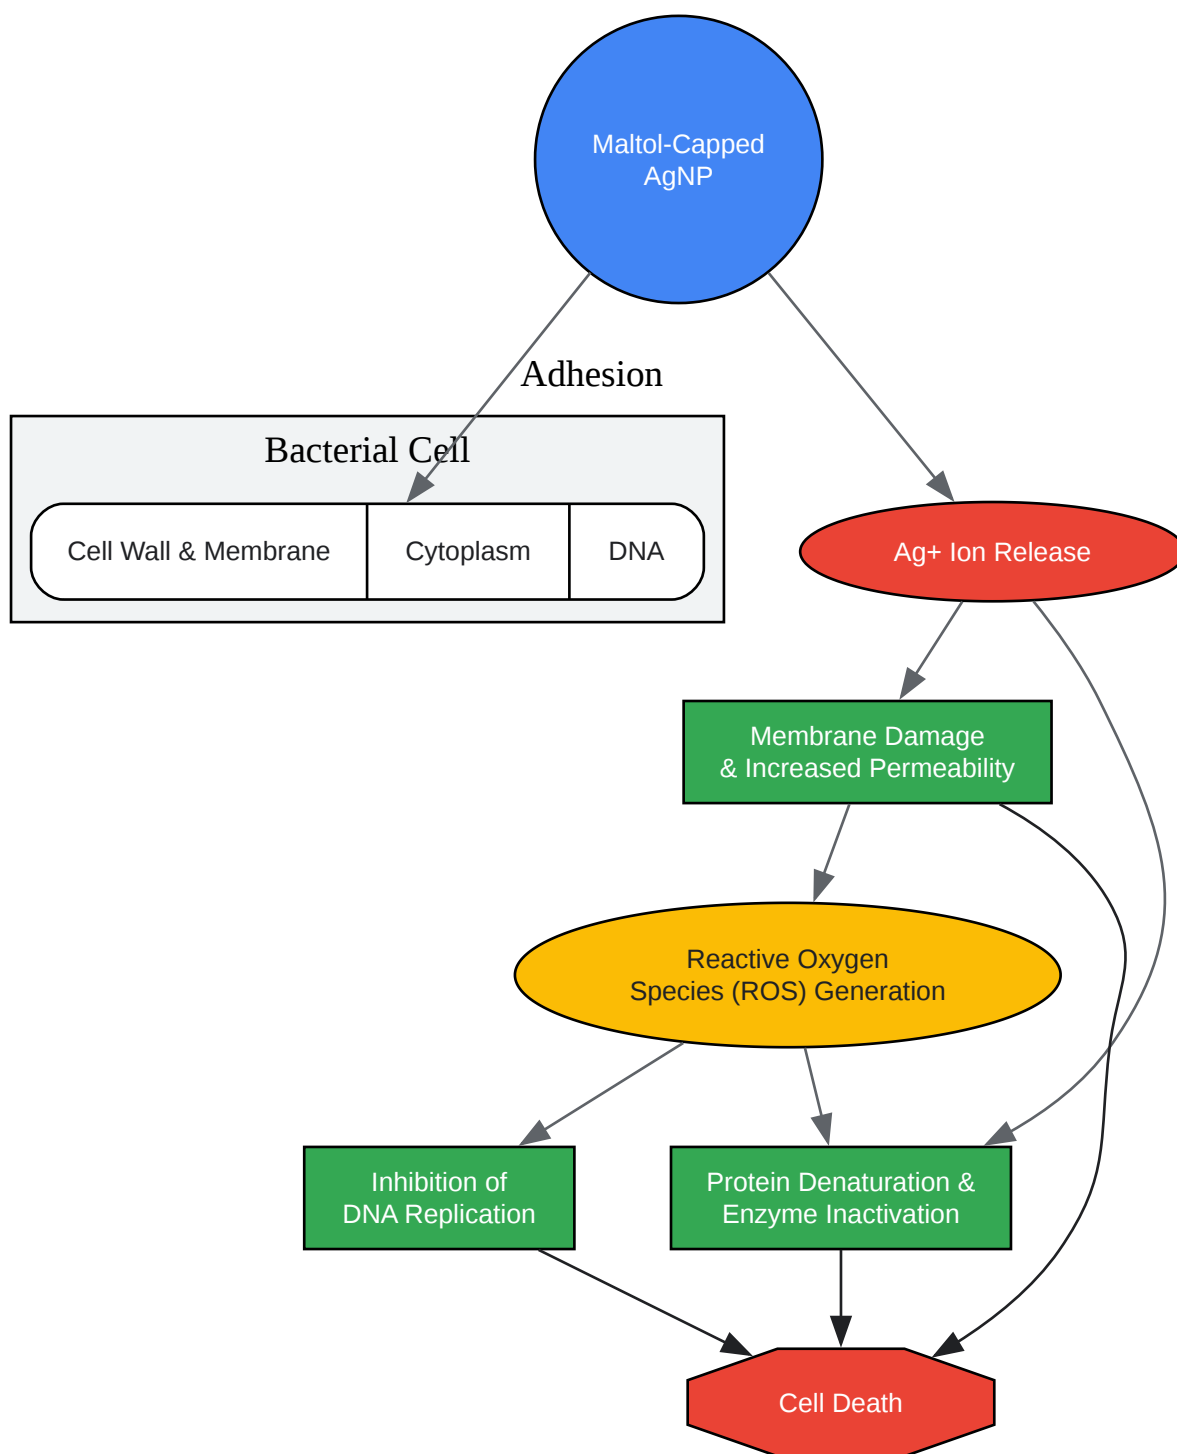 Maltol-Capped
AgNP
Adhesion
Bacterial Cell
Cell Wall & Membrane
Cytoplasm
DNA
Ag+ Ion Release
Membrane Damage
& Increased Permeability
Reactive Oxygen
Species (ROS) Generation
Inhibition of
DNA Replication
Protein Denaturation &
Enzyme Inactivation
Cell Death